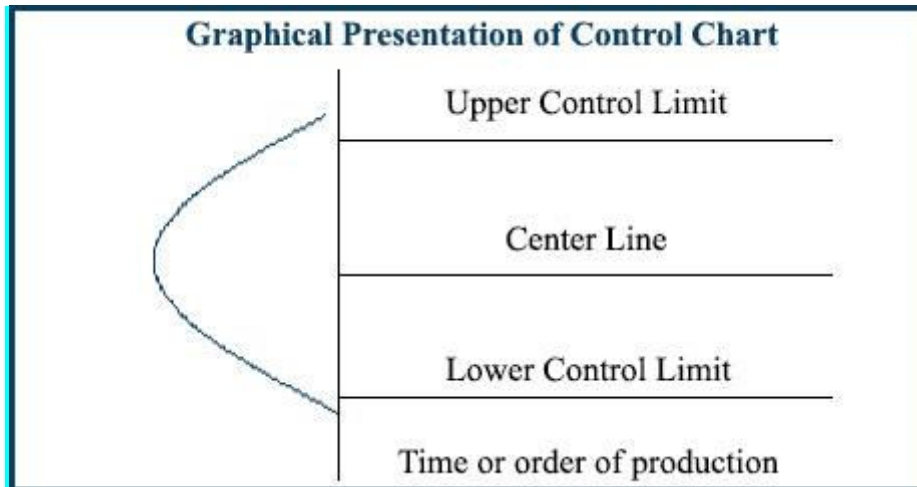 Graphical Presentation of Control Chart
Upper Control Limit
Center Line
Lower Control Limit
Time or order of production